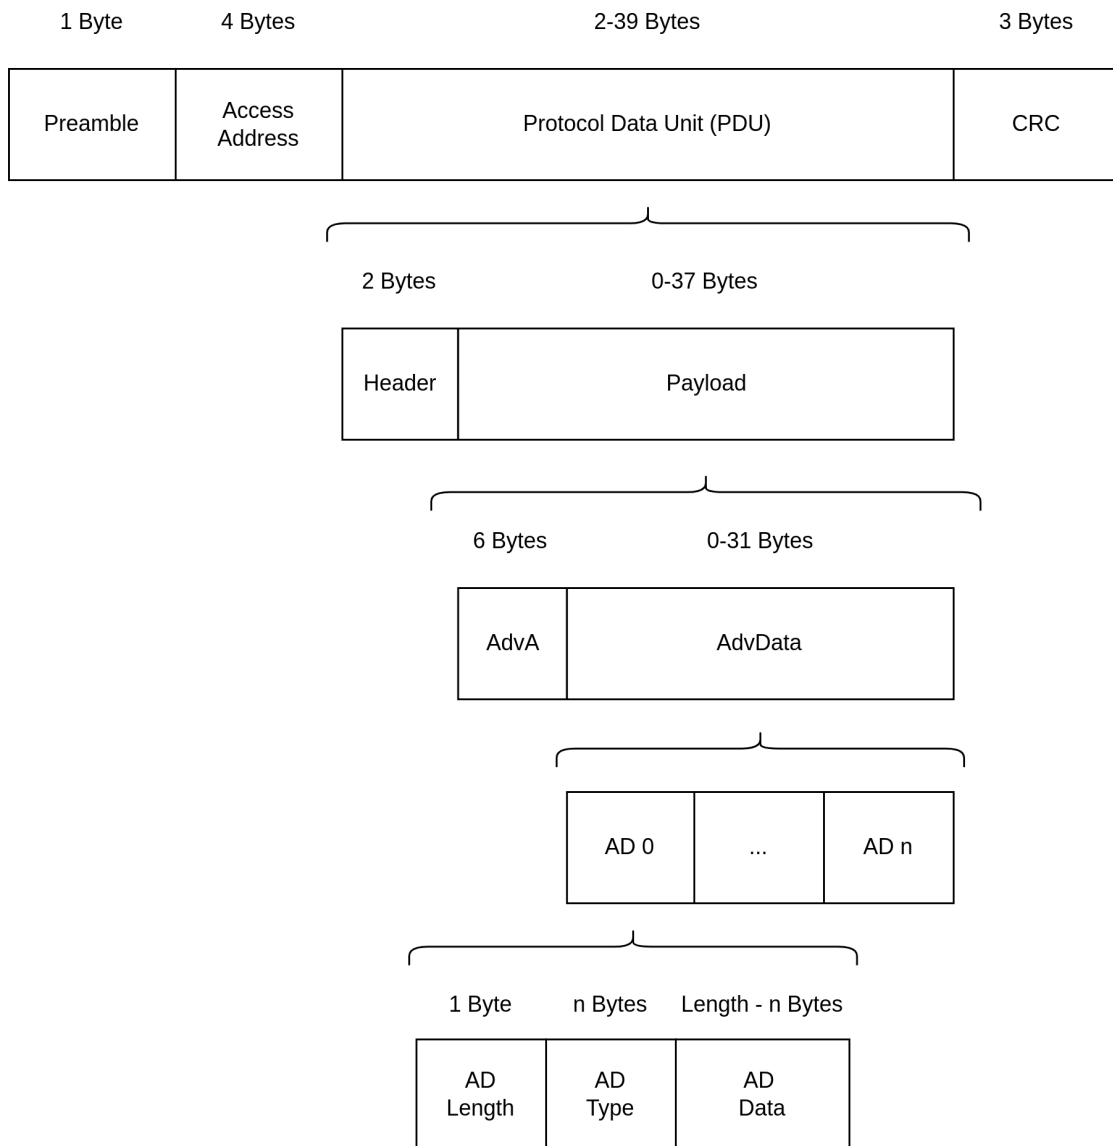 1 Byte
4 Bytes
2-39 Bytes
3 Bytes
Preamble
Access
Address
Protocol Data Unit (PDU)
CRC
2 Bytes
0-37 Bytes
Header
Payload
6 Bytes
0-31 Bytes
AdvA
AdvData
AD 0
...
AD n
1 Byte
n Bytes
Length - n Bytes
AD
Length
AD
Type
AD
Data